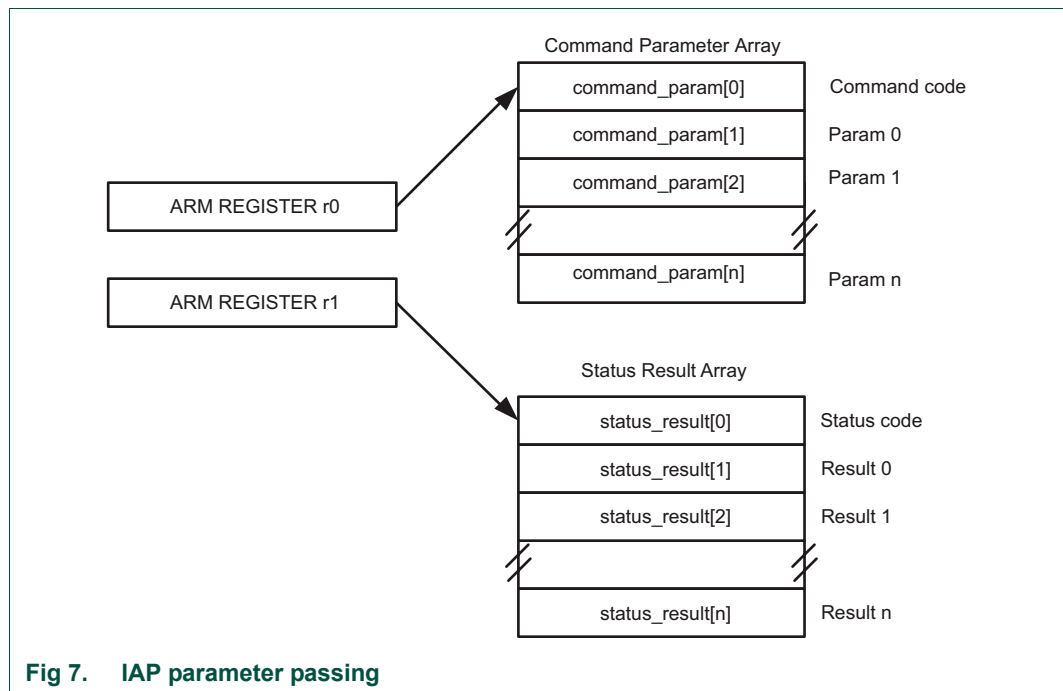 Command Parameter Array
command_param[0] Command code
command_param[1] Param 0
command_param[2] Param 1
ARM REGISTER r0
command_param[n] Param n
ARM REGISTER r1
Status Result Array
status_result[0] Status code
status_result[1] Result 0
status_result[2] Result 1
status_result[n] Result n
Fig 7. IAP parameter passing